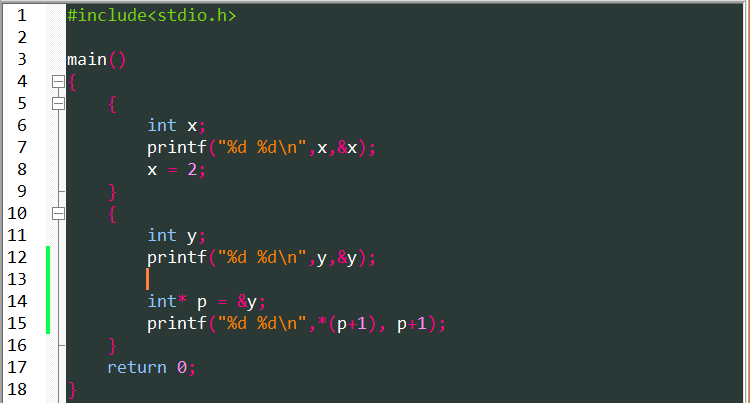 1 #include<stdio.h>
2
3 main()
4 {
5     {
6         int x;
7         printf("%d %d\n",x,&x);
8         x = 2;
9     }
10     {
11         int y;
12         printf("%d %d\n",y,&y);
13
14         int* p = &y;
15         printf("%d %d\n",*(p+1), p+1);
16     }
17     return 0;
18 }